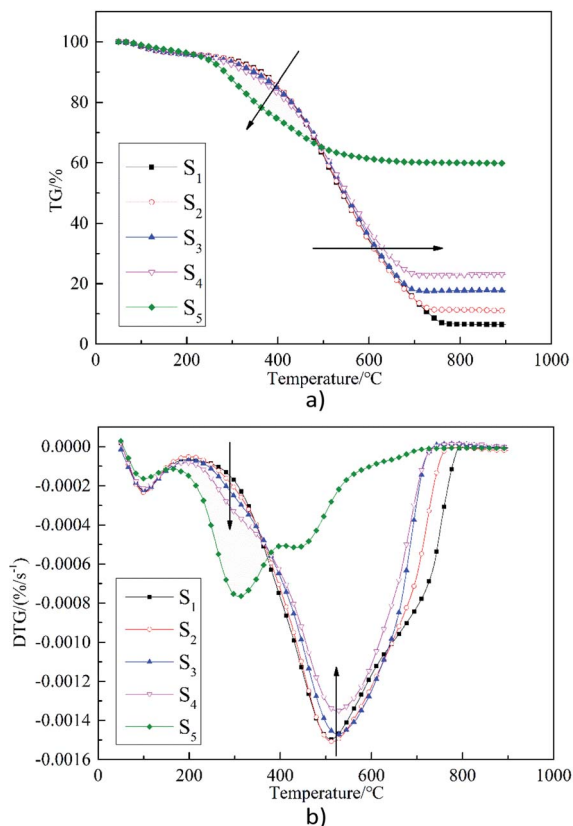 100
80
60
40
20
0
TG/%
S1
S2
S3
S4
S5
0 200 400 600 800 1000
Temperature/°C
a)
0.0000
-0.0002
-0.0004
-0.0006
-0.0008
-0.0010
-0.0012
-0.0014
-0.0016
DTG/(%/s-1)
S1
S2
S3
S4
S5
0 200 400 600 800 1000
Temperature/°C
b)